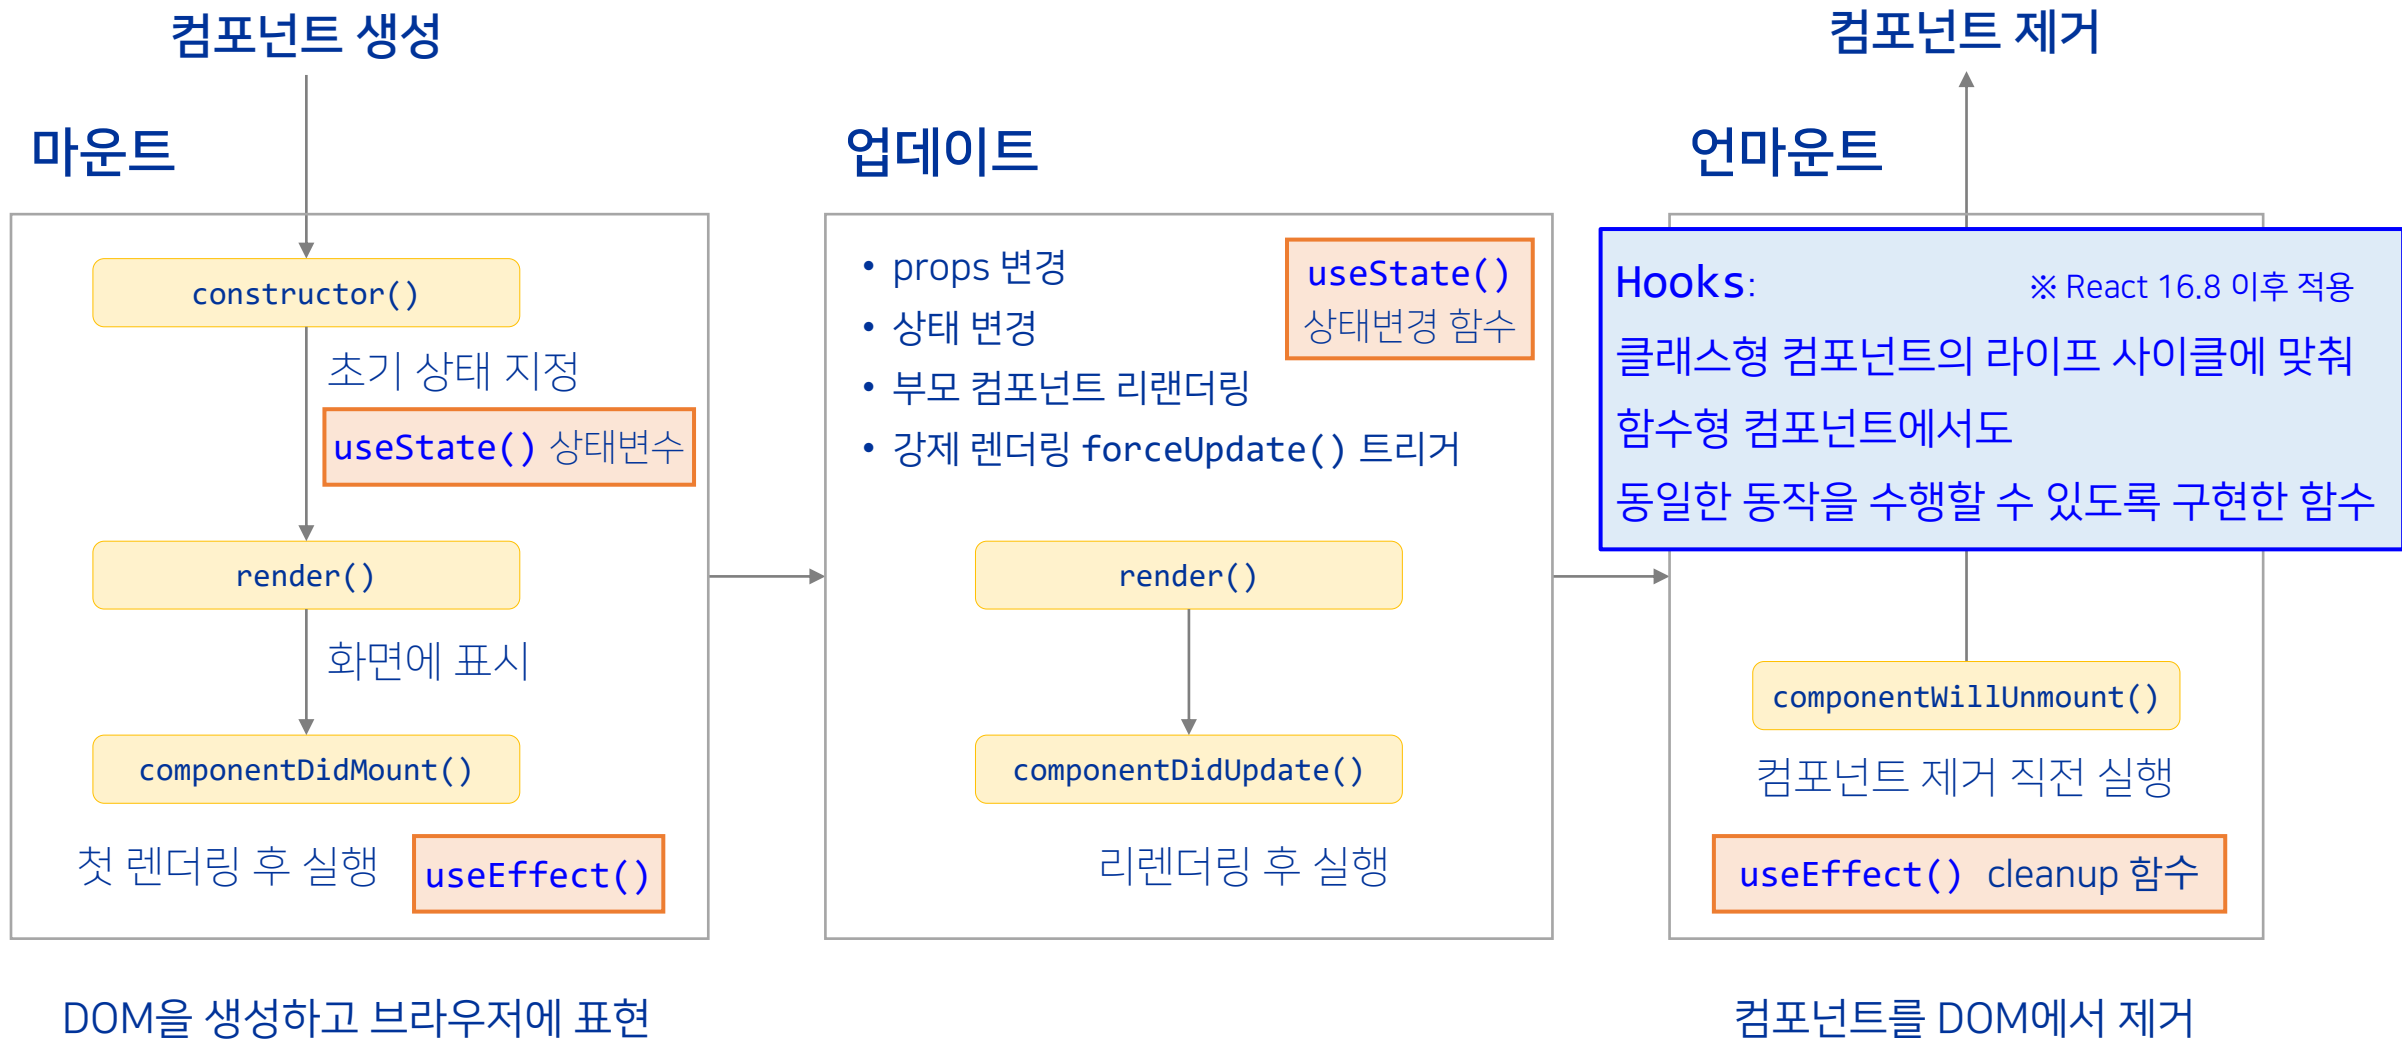 컴포넌트 생성
컴포넌트 제거
마운트
업데이트
언마운트
constructor()
초기 상태 지정
useState() 상태변수
render()
화면에 표시
componentDidMount()
첫 렌더링 후 실행
useEffect()
DOM을 생성하고 브라우저에 표현
• props 변경
• 상태 변경
• 부모 컴포넌트 리랜더링
• 강제 렌더링 forceUpdate() 트리거
useState()
상태변경 함수
render()
componentDidUpdate()
리렌더링 후 실행
Hooks: ※ React 16.8 이후 적용
클래스형 컴포넌트의 라이프 사이클에 맞춰
함수형 컴포넌트에서도
동일한 동작을 수행할 수 있도록 구현한 함수
componentWillUnmount()
컴포넌트 제거 직전 실행
useEffect() cleanup 함수
컴포넌트를 DOM에서 제거